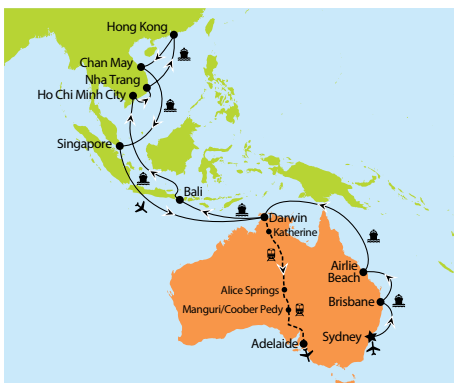 Hong Kong
Chan May
Nha Trang
Ho Chi Minh City
Singapore
Bali
Darwin
Katherine
Airlie
Beach
Alice Springs
Brisbane
Manguri/Coober Pedy
Sydney
Adelaide